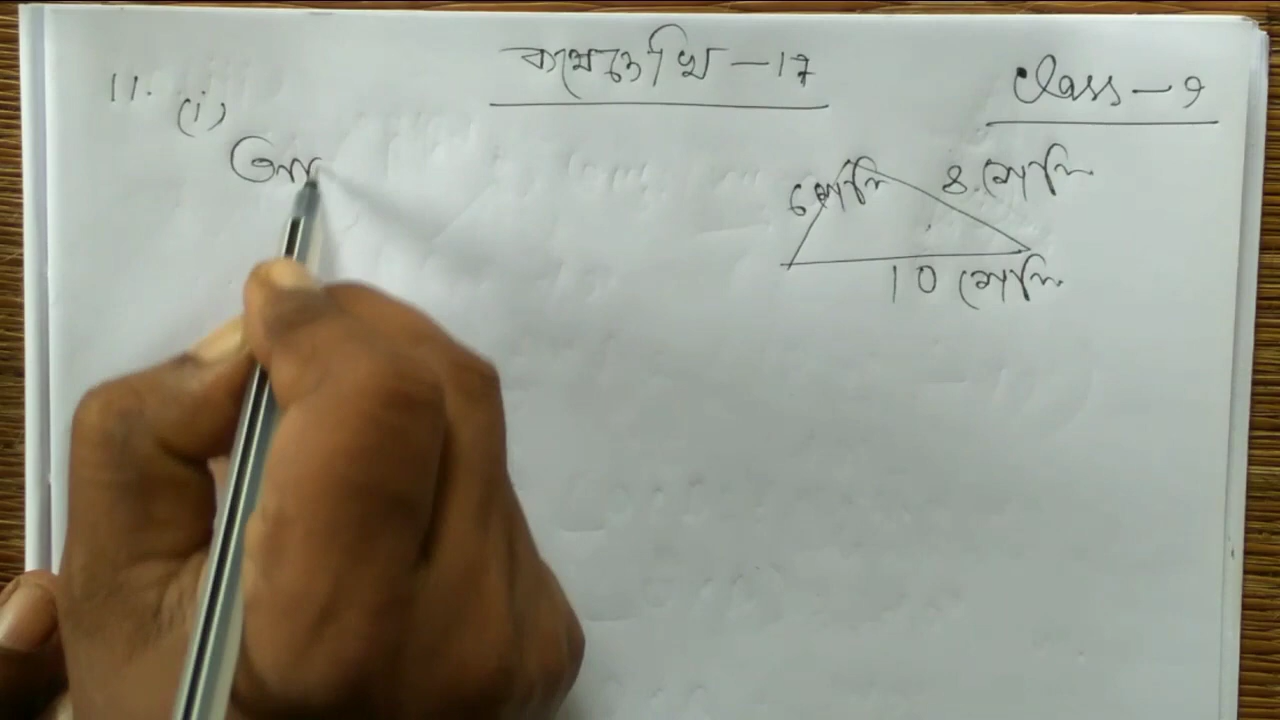 কষেদেখি – 17
Class – 9
11. (i)
6 সেমি
8 সেমি.
10 সেমি.